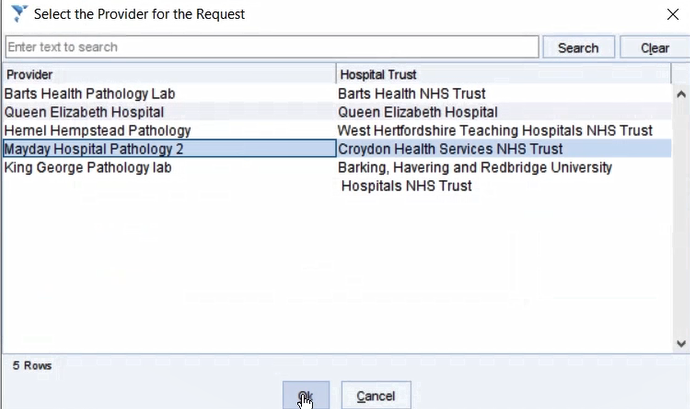 Select the Provider for the Request
Enter text to search Search Clear
Provider Hospital Trust
Barts Health Pathology Lab Barts Health NHS Trust
Queen Elizabeth Hospital Queen Elizabeth Hospital
Hemel Hempstead Pathology West Hertfordshire Teaching Hospitals NHS Trust
Mayday Hospital Pathology 2 Croydon Health Services NHS Trust
King George Pathology lab Barking, Havering and Redbridge University
Hospitals NHS Trust
5 Rows
Ok Cancel